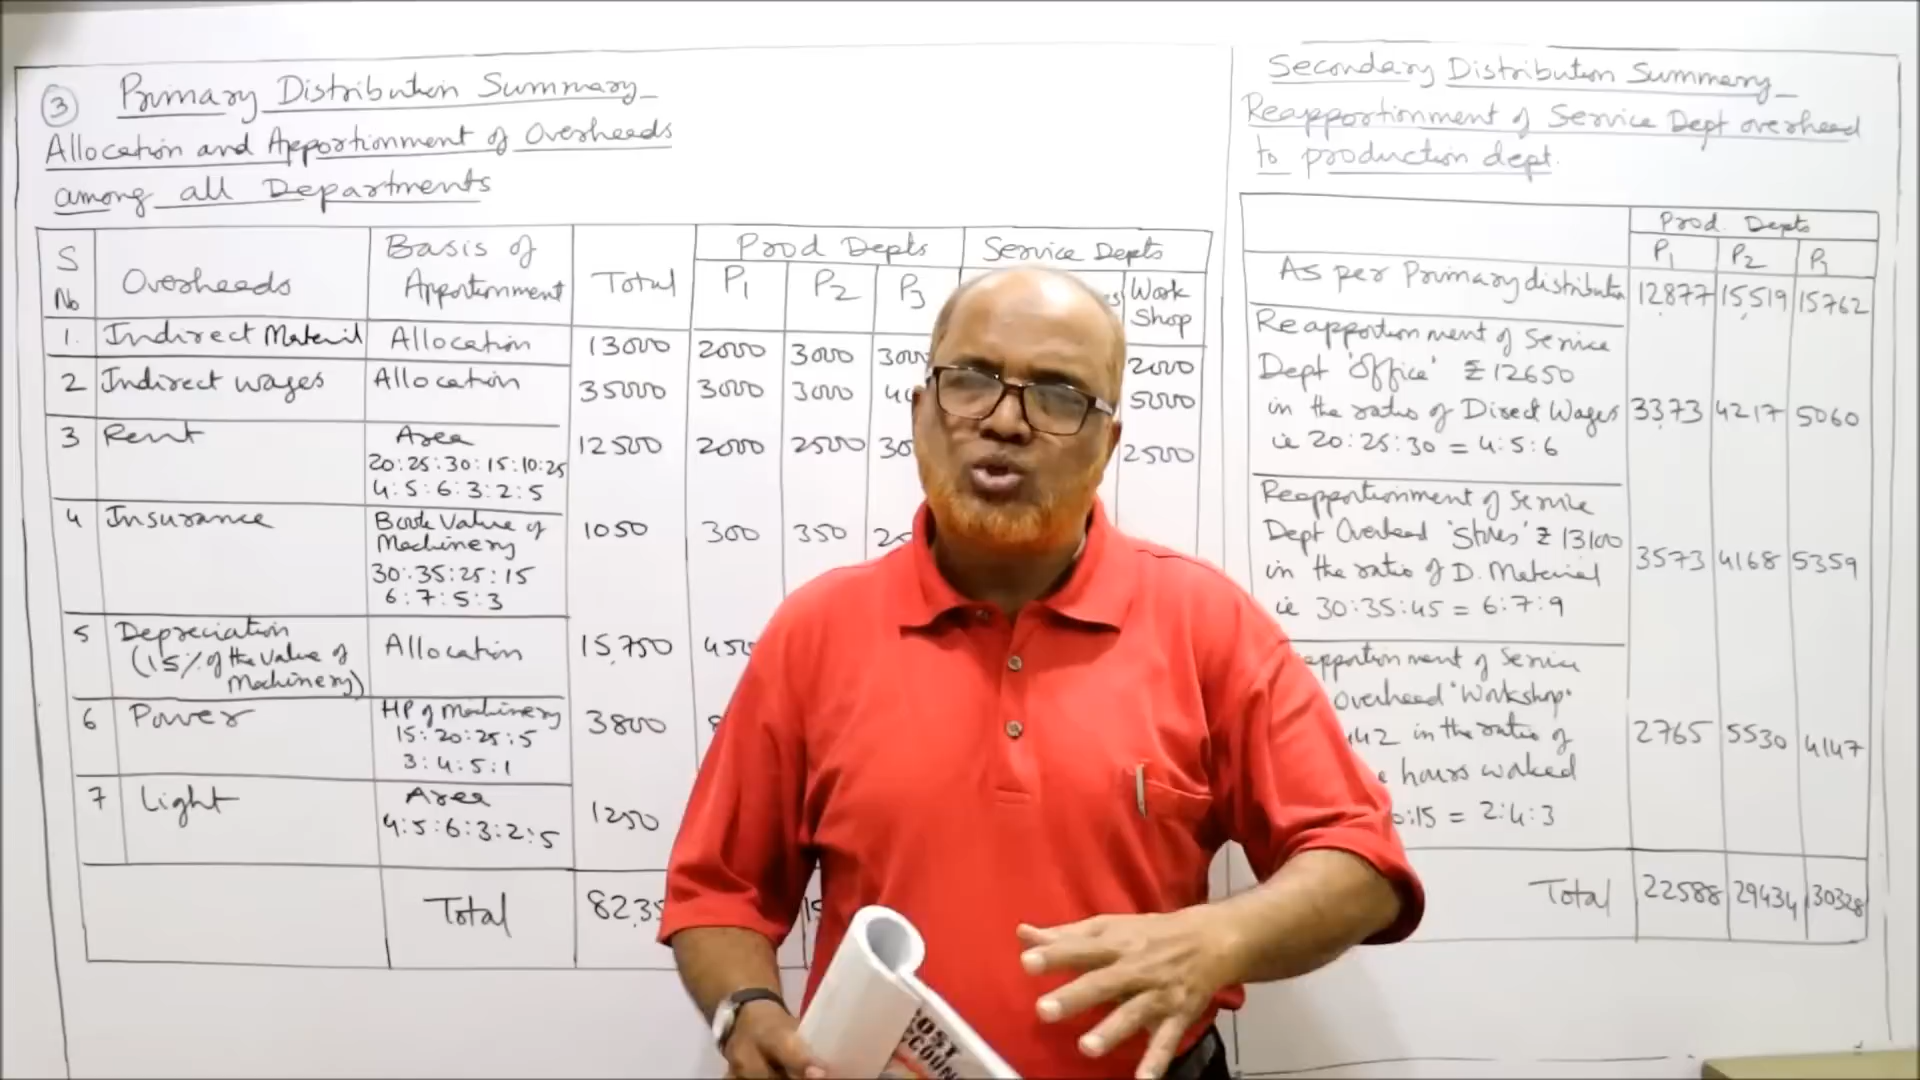 3 Primary Distribution Summary
Allocation and Apportionment of Overheads
among all Departments
S No Overheads Basis of Apportionment Total Prod Depts Service Depts
P1 P2 P3 Work Shop
1. Indirect Material Allocation 13000 2000 3000 3000 2000
2 Indirect wages Allocation 35000 3000 3000 5000
3 Rent Area 12500 2000 2500 2500
20:25:30:15:10:25
4:5:6:3:2:5
4 Insurance Book Value of Machinery 1050 300 350
30:35:25:15
6:7:5:3
5 Depreciation Allocation 15,750
(15% of the value of
Machinery)
6 Power HP of Machinery 3800
15:20:25:5
3:4:5:1
7 Light Area 1250
4:5:6:3:2:5
Total
Secondary Distribution Summary
Reapportionment of Service Dept overhead
to production dept.
Prod. Depts
P1 P2 P3
As per Primary distribution 12877 15,519 15762
Reapportionment of Service
Dept 'Office' ₹ 12650
in the ratio of Direct Wages 3373 4217 5060
ie 20:25:30 = 4:5:6
Reapportionment of Service
Dept Overhead 'Stores' ₹ 13100
in the ratio of D. Material 3573 4168 5359
ie 30:35:45 = 6:7:9
Service
Overhead 'Workshop'
in the ratio of 2765 5530 4147
hours worked
:15 = 2:4:3
Total 22588 29434 30328